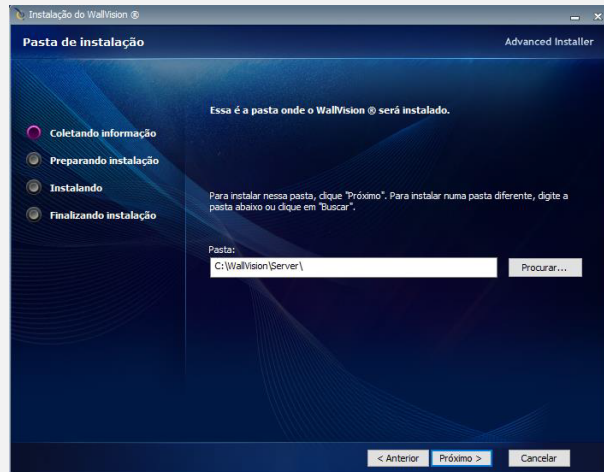 Instalação do WallVision ®
Pasta de instalação
Advanced Installer
Essa é a pasta onde o WallVision ® será instalado.
Coletando informação
Preparando instalação
Instalando
Finalizando instalação
Para instalar nessa pasta, clique "Próximo". Para instalar numa pasta diferente, digite a
pasta abaixo ou clique em "Buscar".
Pasta:
C:\WallVision\Server\
Procurar...
< Anterior
Próximo >
Cancelar